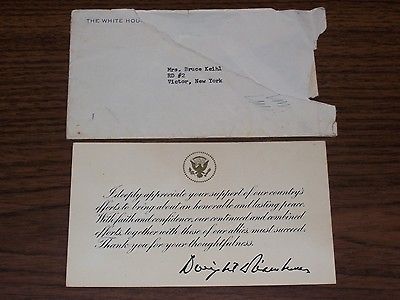 THE WHITE HOU
Mrs. Bruce Keihl
RD #2
Victor, New York
I deeply appreciate your support of our country's
efforts to bring about an honorable and lasting peace.
With faith and confidence, our continued and combined
efforts, together with those of our allies, must succeed.
Thank you for your thoughtfulness.
Dwight D Eisenhower